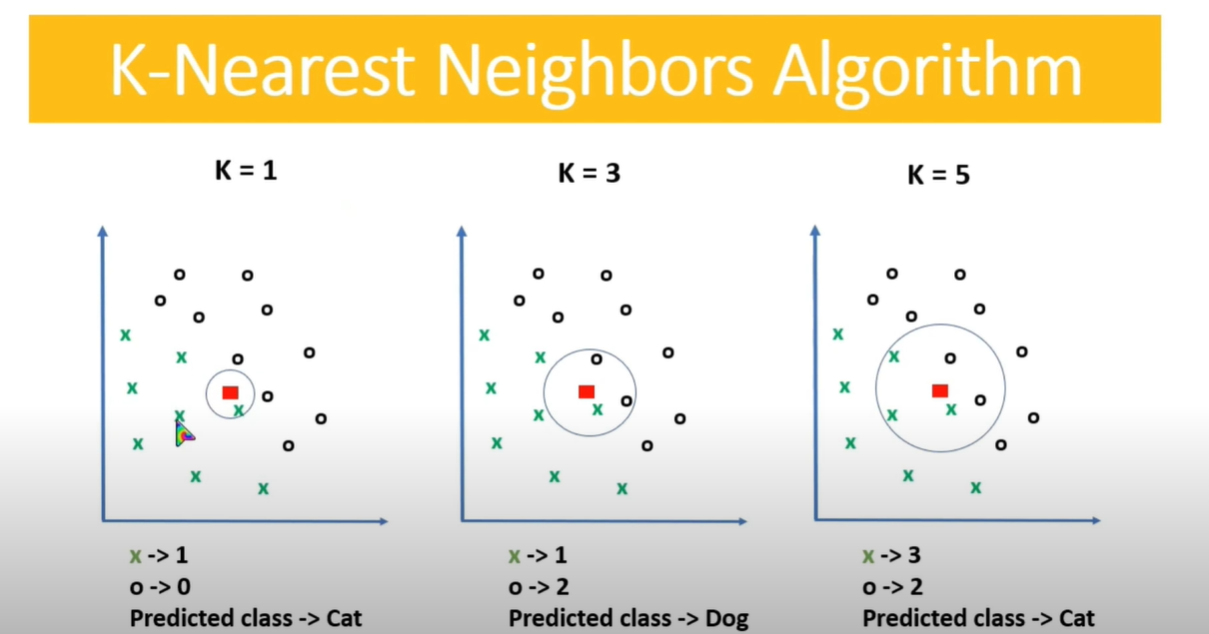 K-Nearest Neighbors Algorithm
K = 1
K = 3
K = 5
x -> 1
o -> 0
Predicted class -> Cat
x -> 1
o -> 2
Predicted class -> Dog
x -> 3
o -> 2
Predicted class -> Cat